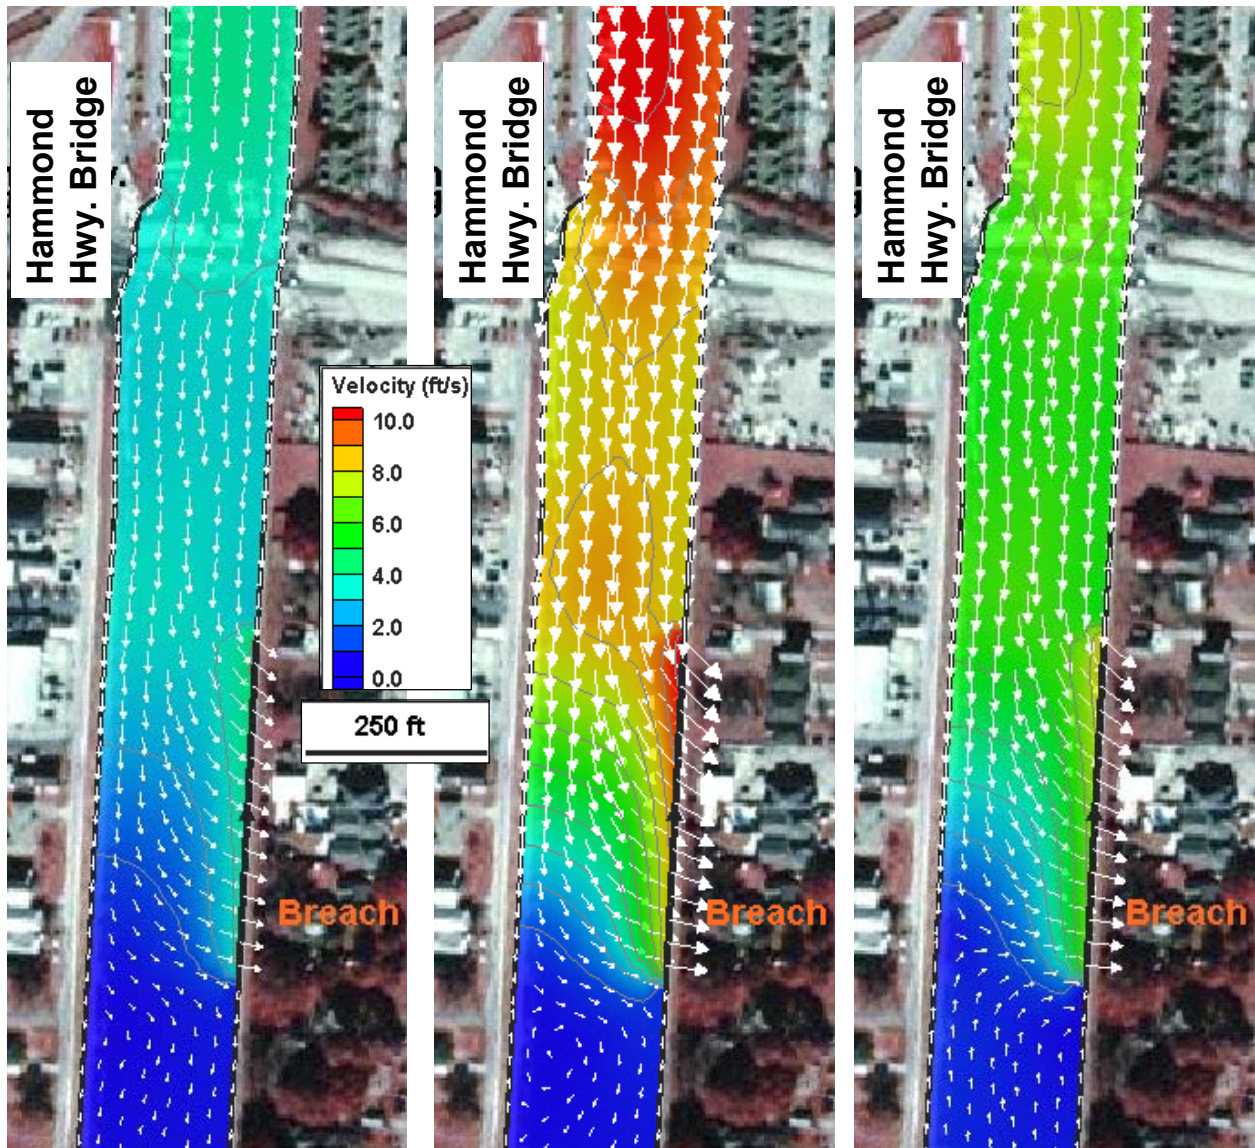 Hammond
Hwy. Bridge
Hammond
Hwy. Bridge
Hammond
Hwy. Bridge
Velocity (ft/s)
10.0
8.0
6.0
4.0
2.0
0.0
250 ft
Breach
Breach
Breach